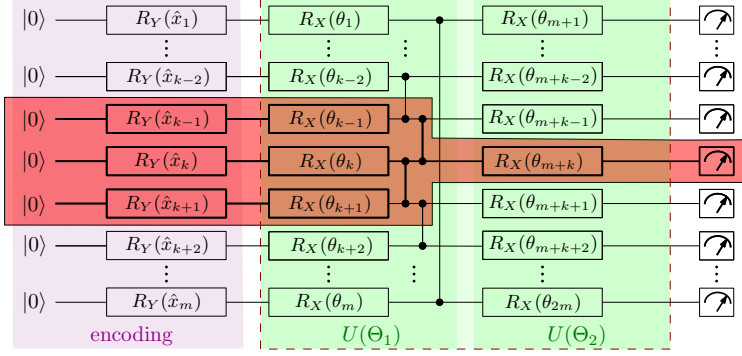 |0⟩ R_Y(x̂_1) R_X(θ_1) R_X(θ_{m+1})
⋮ ⋮ ⋮
|0⟩ R_Y(x̂_{k−2}) R_X(θ_{k−2}) R_X(θ_{m+k−2})
|0⟩ R_Y(x̂_{k−1}) R_X(θ_{k−1}) R_X(θ_{m+k−1})
|0⟩ R_Y(x̂_k) R_X(θ_k) R_X(θ_{m+k})
|0⟩ R_Y(x̂_{k+1}) R_X(θ_{k+1}) R_X(θ_{m+k+1})
|0⟩ R_Y(x̂_{k+2}) R_X(θ_{k+2}) R_X(θ_{m+k+2})
⋮ ⋮ ⋮ ⋮
|0⟩ R_Y(x̂_m) R_X(θ_m) R_X(θ_{2m})
encoding U(Θ_1) U(Θ_2)